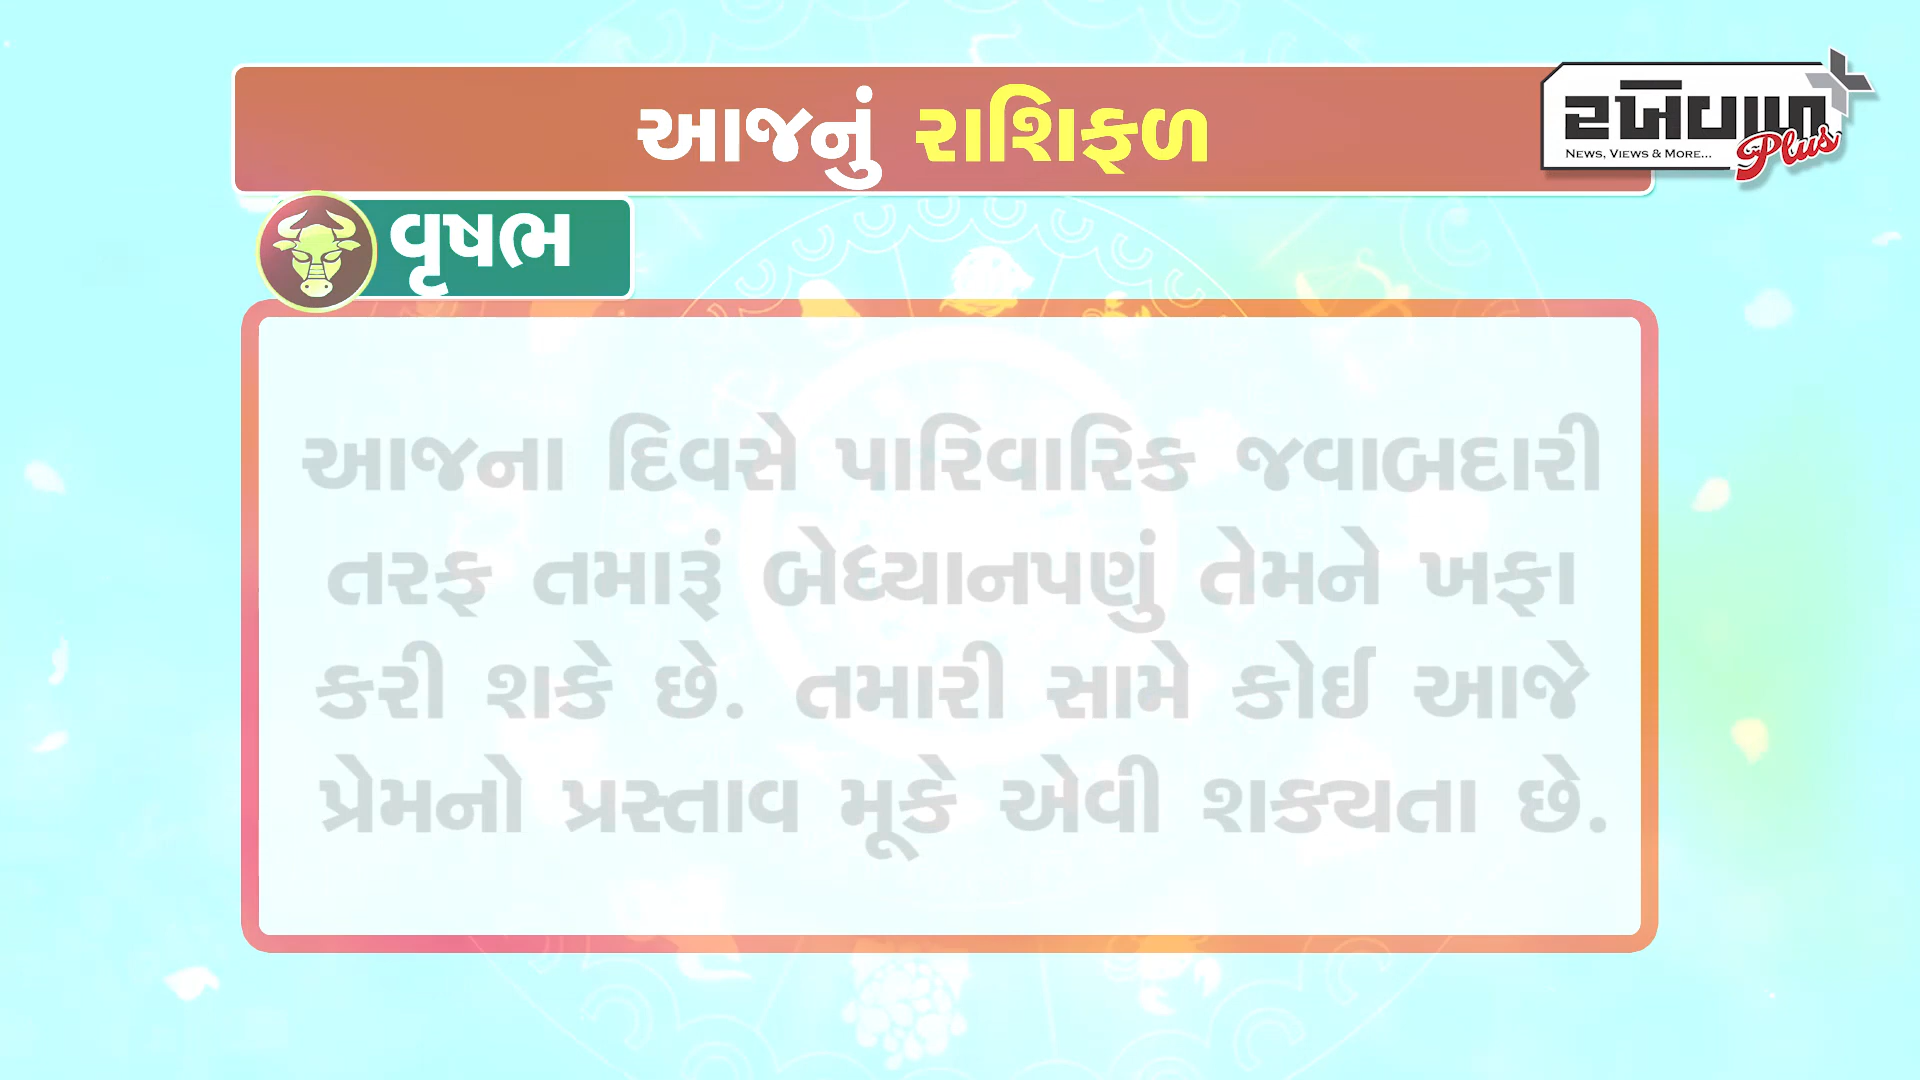 આજનું રાશિફળ
રખેવાળ
Plus
NEWS, VIEWS & MORE...
વૃષભ
આજના દિવસે પારિવારિક જવાબદારી
તરફ તમારૂં બેધ્યાનપણું તેમને ખફા
કરી શકે છે. તમારી સામે કોઈ આજે
પ્રેમનો પ્રસ્તાવ મૂકે એવી શક્યતા છે.